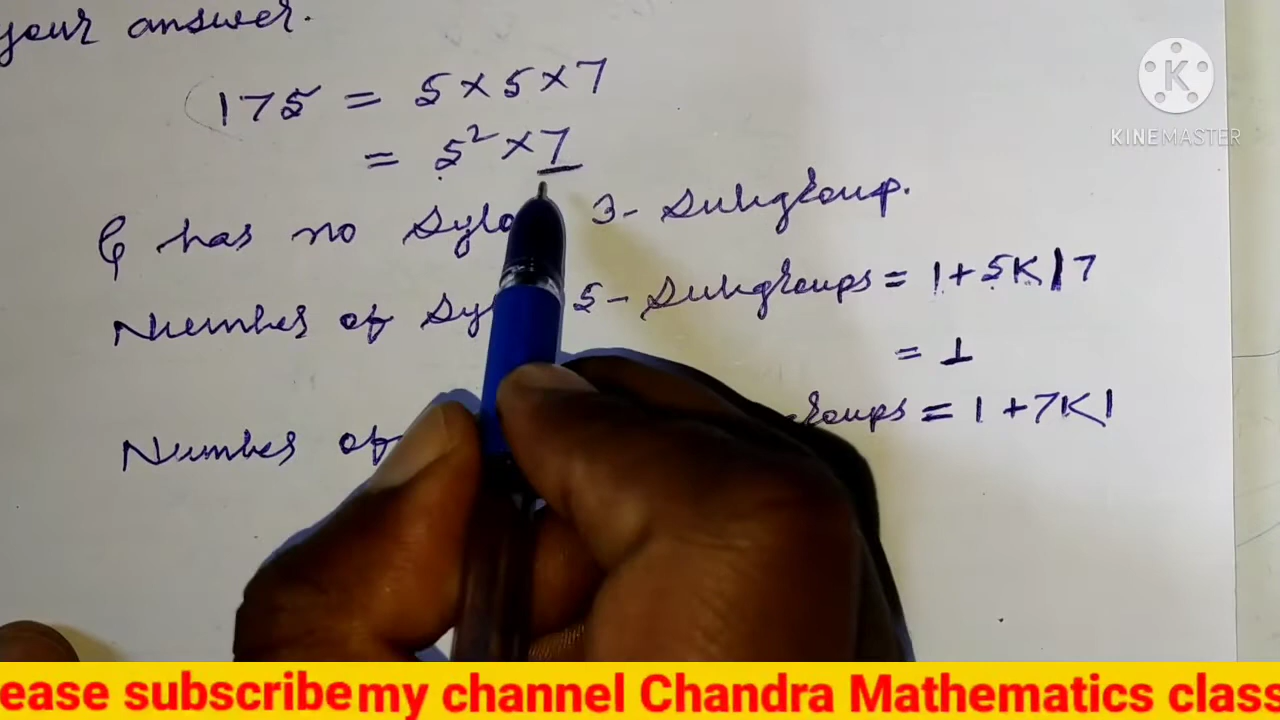 your answer.
175 = 5 × 5 × 7
= 5² × 7
G has no Sylo 3 - Subgroup.
Number of Sy 5 - Subgroups = 1 + 5K | 7
= 1
Number of groups = 1 + 7K |
KINEMASTER
ease subscribe my channel Chandra Mathematics class